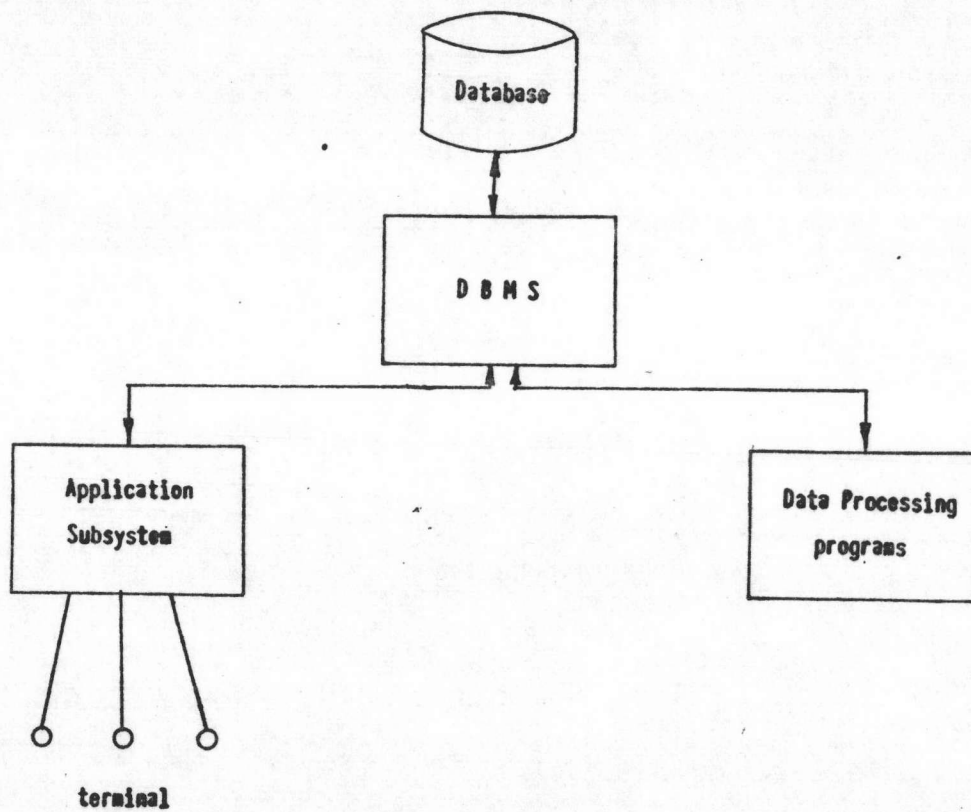 Database
D B M S
Application
Subsystem
Data Processing
programs
terminal